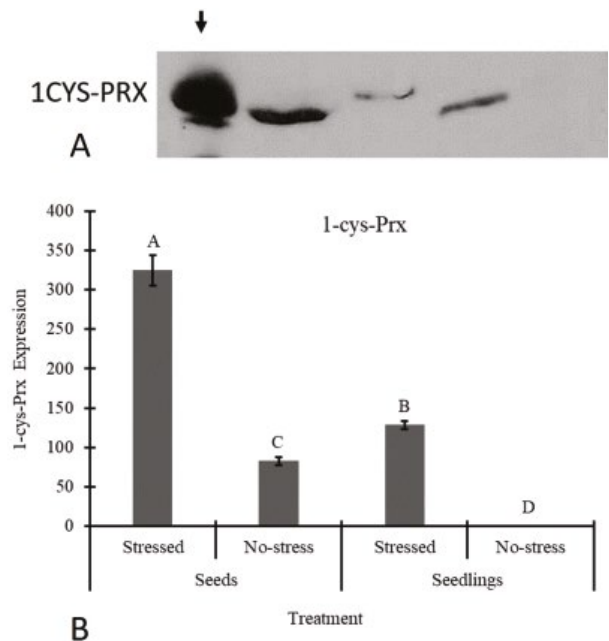 1CYS-PRX
A
1-cys-Prx
400
350
300
250
200
150
100
50
0
1-cys-Prx Expression
A
C
B
D
Stressed No-stress Stressed No-stress
Seeds Seedlings
Treatment
B